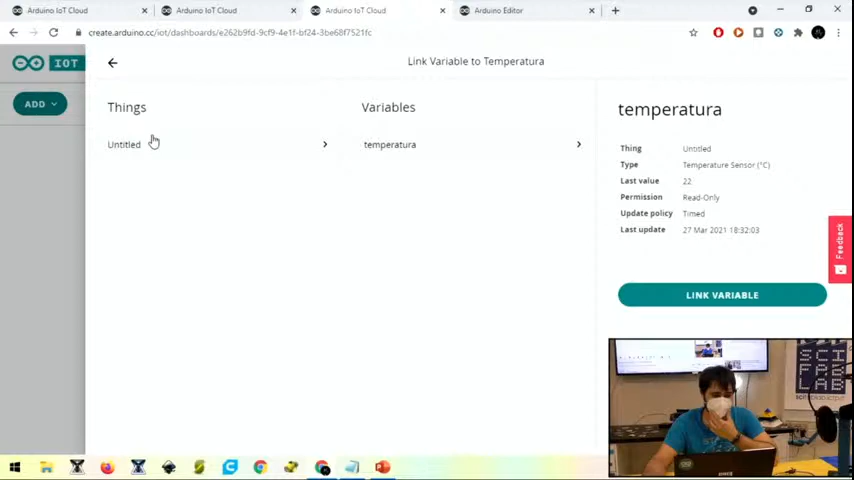 Arduino IoT Cloud
Arduino IoT Cloud
Arduino IoT Cloud
Arduino Editor
create.arduino.cc/iot/dashboards/e262b9fd-9cf9-4e1f-bf24-3be68f7521fc
IOT
Link Variable to Temperatura
ADD
Things
Variables
temperatura
Untitled
temperatura
Thing Untitled
Type Temperature Sensor (°C)
Last value 22
Permission Read-Only
Update policy Timed
Last update 27 Mar 2021 18:32:03
Feedback
LINK VARIABLE
SCI
FAB
LAB